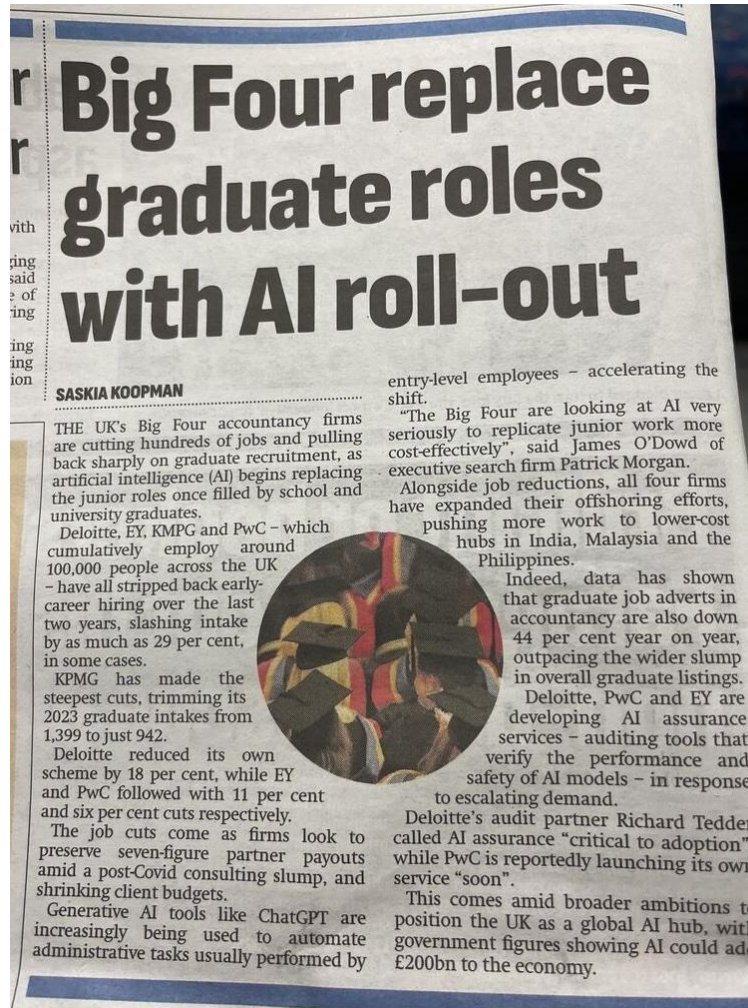 r
r
with
ging
said
e of
ring
ing
ing
ion
Big Four replace
graduate roles
with AI roll-out
SASKIA KOOPMAN
THE UK's Big Four accountancy firms
are cutting hundreds of jobs and pulling
back sharply on graduate recruitment, as
artificial intelligence (AI) begins replacing
the junior roles once filled by school and
university graduates.
Deloitte, EY, KMPG and PwC – which
cumulatively employ around
100,000 people across the UK
– have all stripped back early-
career hiring over the last
two years, slashing intake
by as much as 29 per cent,
in some cases.
KPMG has made the
steepest cuts, trimming its
2023 graduate intakes from
1,399 to just 942.
Deloitte reduced its own
scheme by 18 per cent, while EY
and PwC followed with 11 per cent
and six per cent cuts respectively.
The job cuts come as firms look to
preserve seven-figure partner payouts
amid a post-Covid consulting slump, and
shrinking client budgets.
Generative AI tools like ChatGPT are
increasingly being used to automate
administrative tasks usually performed by
entry-level employees – accelerating the
shift.
“The Big Four are looking at AI very
seriously to replicate junior work more
cost-effectively”, said James O’Dowd of
executive search firm Patrick Morgan.
Alongside job reductions, all four firms
have expanded their offshoring efforts,
pushing more work to lower-cost
hubs in India, Malaysia and the
Philippines.
Indeed, data has shown
that graduate job adverts in
accountancy are also down
44 per cent year on year,
outpacing the wider slump
in overall graduate listings.
Deloitte, PwC and EY are
developing AI assurance
services – auditing tools that
verify the performance and
safety of AI models – in response
to escalating demand.
Deloitte’s audit partner Richard Tedder
called AI assurance “critical to adoption”
while PwC is reportedly launching its own
service “soon”.
This comes amid broader ambitions t
position the UK as a global AI hub, wit
government figures showing AI could ad
£200bn to the economy.